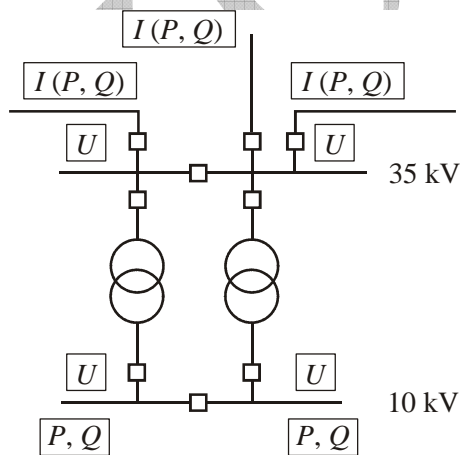 I (P, Q)
I (P, Q)
I (P, Q)
U
U
35 kV
U
U
10 kV
P, Q
P, Q